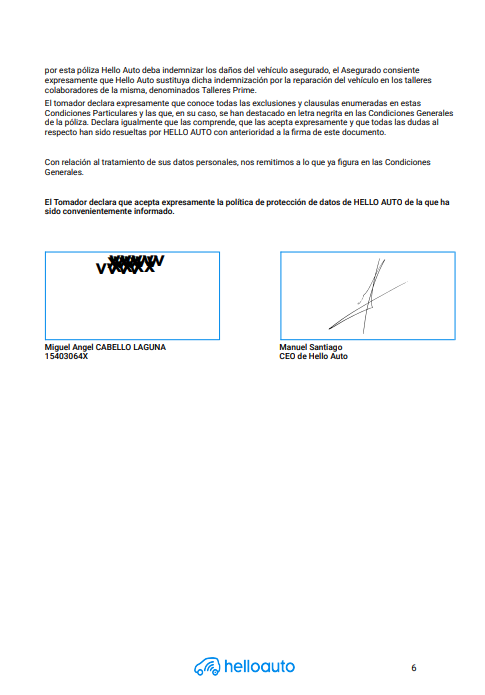 por esta póliza Hello Auto deba indemnizar los daños del vehículo asegurado, el Asegurado consiente
expresamente que Hello Auto sustituya dicha indemnización por la reparación del vehículo en los talleres
colaboradores de la misma, denominados Talleres Prime.
El tomador declara expresamente que conoce todas las exclusiones y clausulas enumeradas en estas
Condiciones Particulares y las que, en su caso, se han destacado en letra negrita en las Condiciones Generales
de la póliza. Declara igualmente que las comprende, que las acepta expresamente y que todas las dudas al
respecto han sido resueltas por HELLO AUTO con anterioridad a la firma de este documento.
Con relación al tratamiento de sus datos personales, nos remitimos a lo que ya figura en las Condiciones
Generales.
El Tomador declara que acepta expresamente la política de protección de datos de HELLO AUTO de la que ha
sido convenientemente informado.
Miguel Angel CABELLO LAGUNA
15403064X
Manuel Santiago
CEO de Hello Auto
helloauto
6